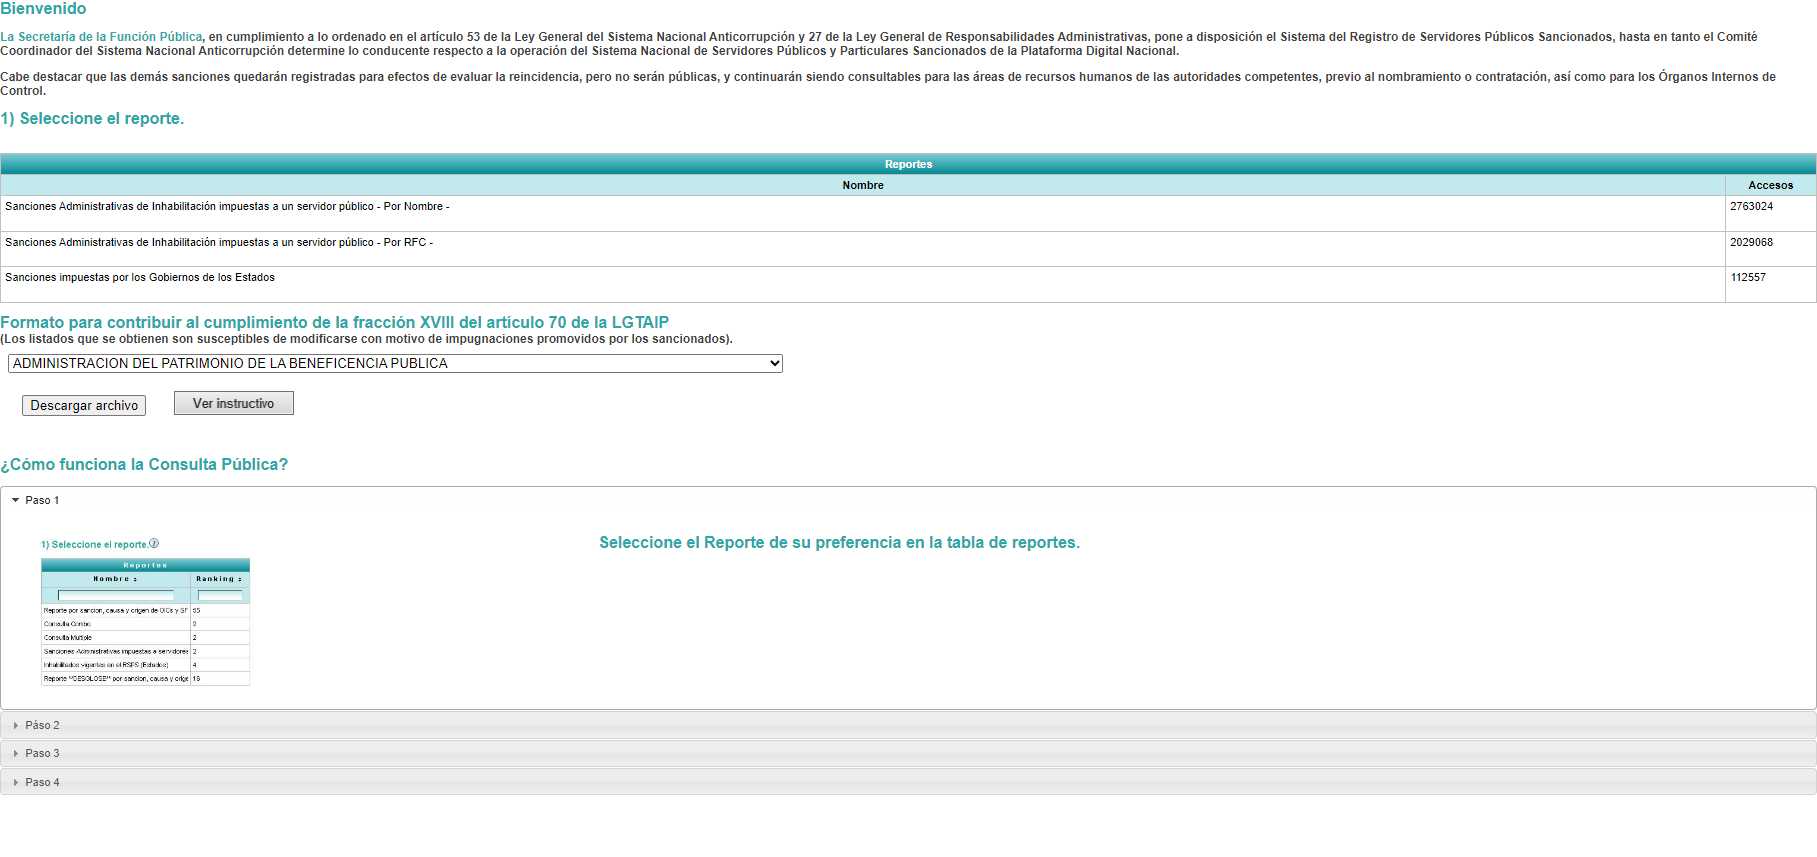 Bienvenido
La Secretaría de la Función Pública, en cumplimiento a lo ordenado en el artículo 53 de la Ley General del Sistema Nacional Anticorrupción y 27 de la Ley General de Responsabilidades Administrativas, pone a disposición el Sistema del Registro de Servidores Públicos Sancionados, hasta en tanto el Comité
Coordinador del Sistema Nacional Anticorrupción determine lo conducente respecto a la operación del Sistema Nacional de Servidores Públicos y Particulares Sancionados de la Plataforma Digital Nacional.
Cabe destacar que las demás sanciones quedarán registradas para efectos de evaluar la reincidencia, pero no serán públicas, y continuarán siendo consultables para las áreas de recursos humanos de las autoridades competentes, previo al nombramiento o contratación, así como para los Órganos Internos de
Control.
1) Seleccione el reporte.
Reportes
Nombre Accesos
Sanciones Administrativas de Inhabilitación impuestas a un servidor público - Por Nombre - 2763024
Sanciones Administrativas de Inhabilitación impuestas a un servidor público - Por RFC - 2029068
Sanciones impuestas por los Gobiernos de los Estados 112557
Formato para contribuir al cumplimiento de la fracción XVIII del artículo 70 de la LGTAIP
(Los listados que se obtienen son susceptibles de modificarse con motivo de impugnaciones promovidos por los sancionados).
ADMINISTRACION DEL PATRIMONIO DE LA BENEFICENCIA PUBLICA
Descargar archivo Ver instructivo
¿Cómo funciona la Consulta Pública?
Paso 1
1) Seleccione el reporte.
Seleccione el Reporte de su preferencia en la tabla de reportes.
Reportes
Nombre Ranking
Reporte por sancion, causa y origen de OICs y SF 55
Consulta Combo
Consulta Multiple 2
Sanciones Administrativas impuestas a servidores 2
Inhabilitados vigentes en el RSPS (Estados) 4
Reporte "DESGLOSE" por sancion, causa y orige 16
Páso 2
Paso 3
Paso 4